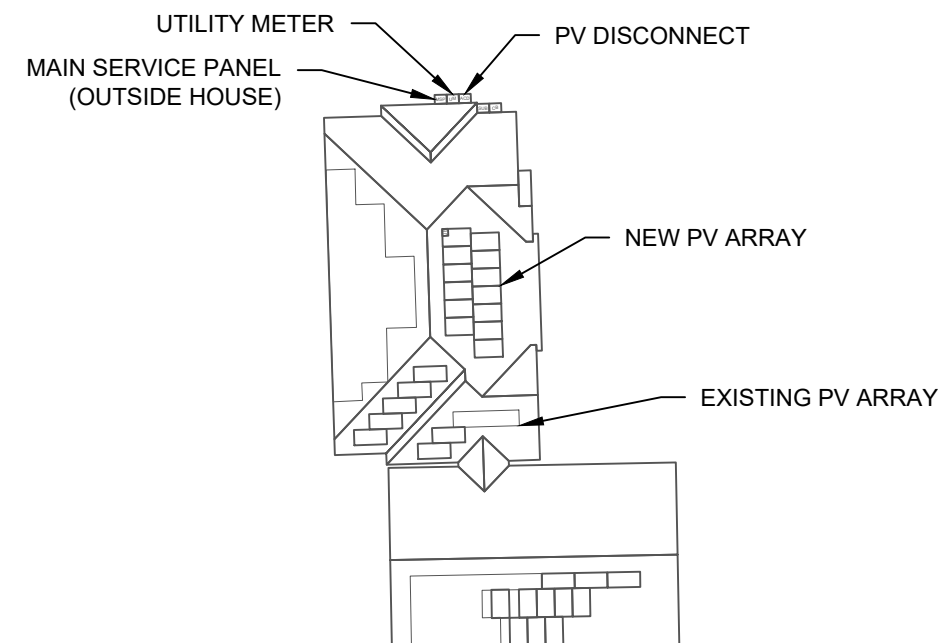 UTILITY METER
PV DISCONNECT
MAIN SERVICE PANEL
(OUTSIDE HOUSE)
NEW PV ARRAY
EXISTING PV ARRAY